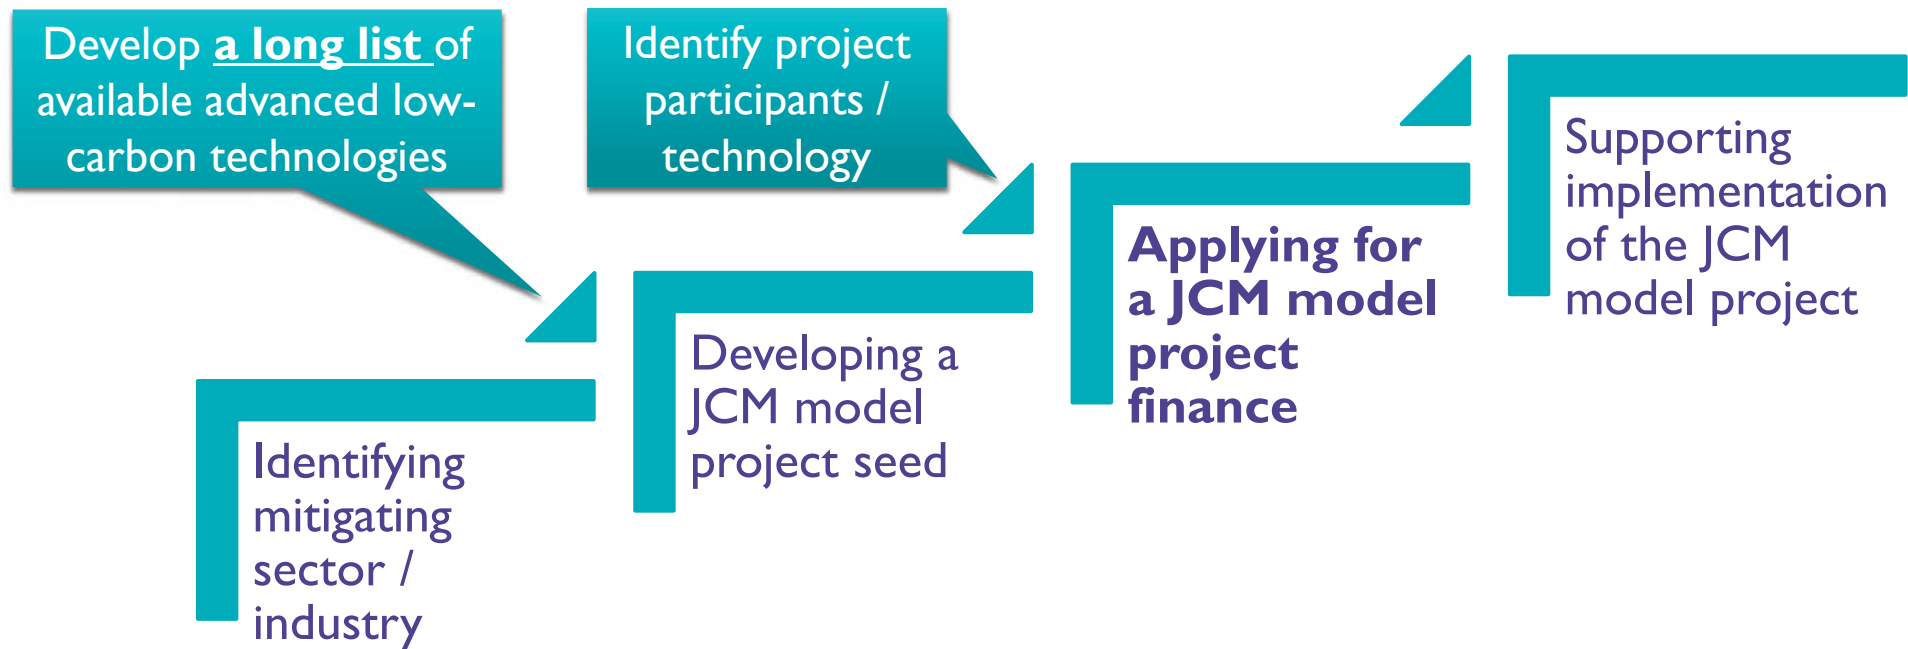 Develop a long list of
available advanced low-
carbon technologies
Identify project
participants /
technology
Identifying
mitigating
sector /
industry
Developing a
JCM model
project seed
Applying for
a JCM model
project
finance
Supporting
implementation
of the JCM
model project